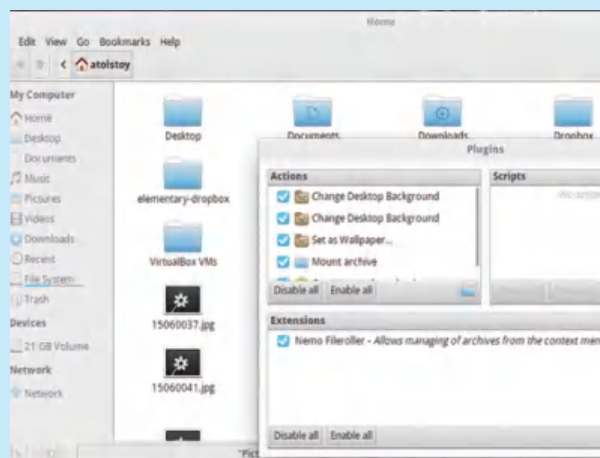 Home
Edit View Go Bookmarks Help
atolstoy
My Computer
Home
Desktop
Documents
Music
Pictures
Videos
Downloads
Recent
File System
Trash
Devices
21 GB Volume
Network
Network
Desktop
Documents
Downloads
Dropbox
elementary-dropbox
VirtualBox VMs
15060037.jpg
15060041.jpg
"Pict
Plugins
Actions
Change Desktop Background
Change Desktop Background
Set as Wallpaper...
Mount archive
Disable all Enable all
Scripts
Extensions
Nemo Fileroller - Allows managing of archives from the context men
Disable all Enable all